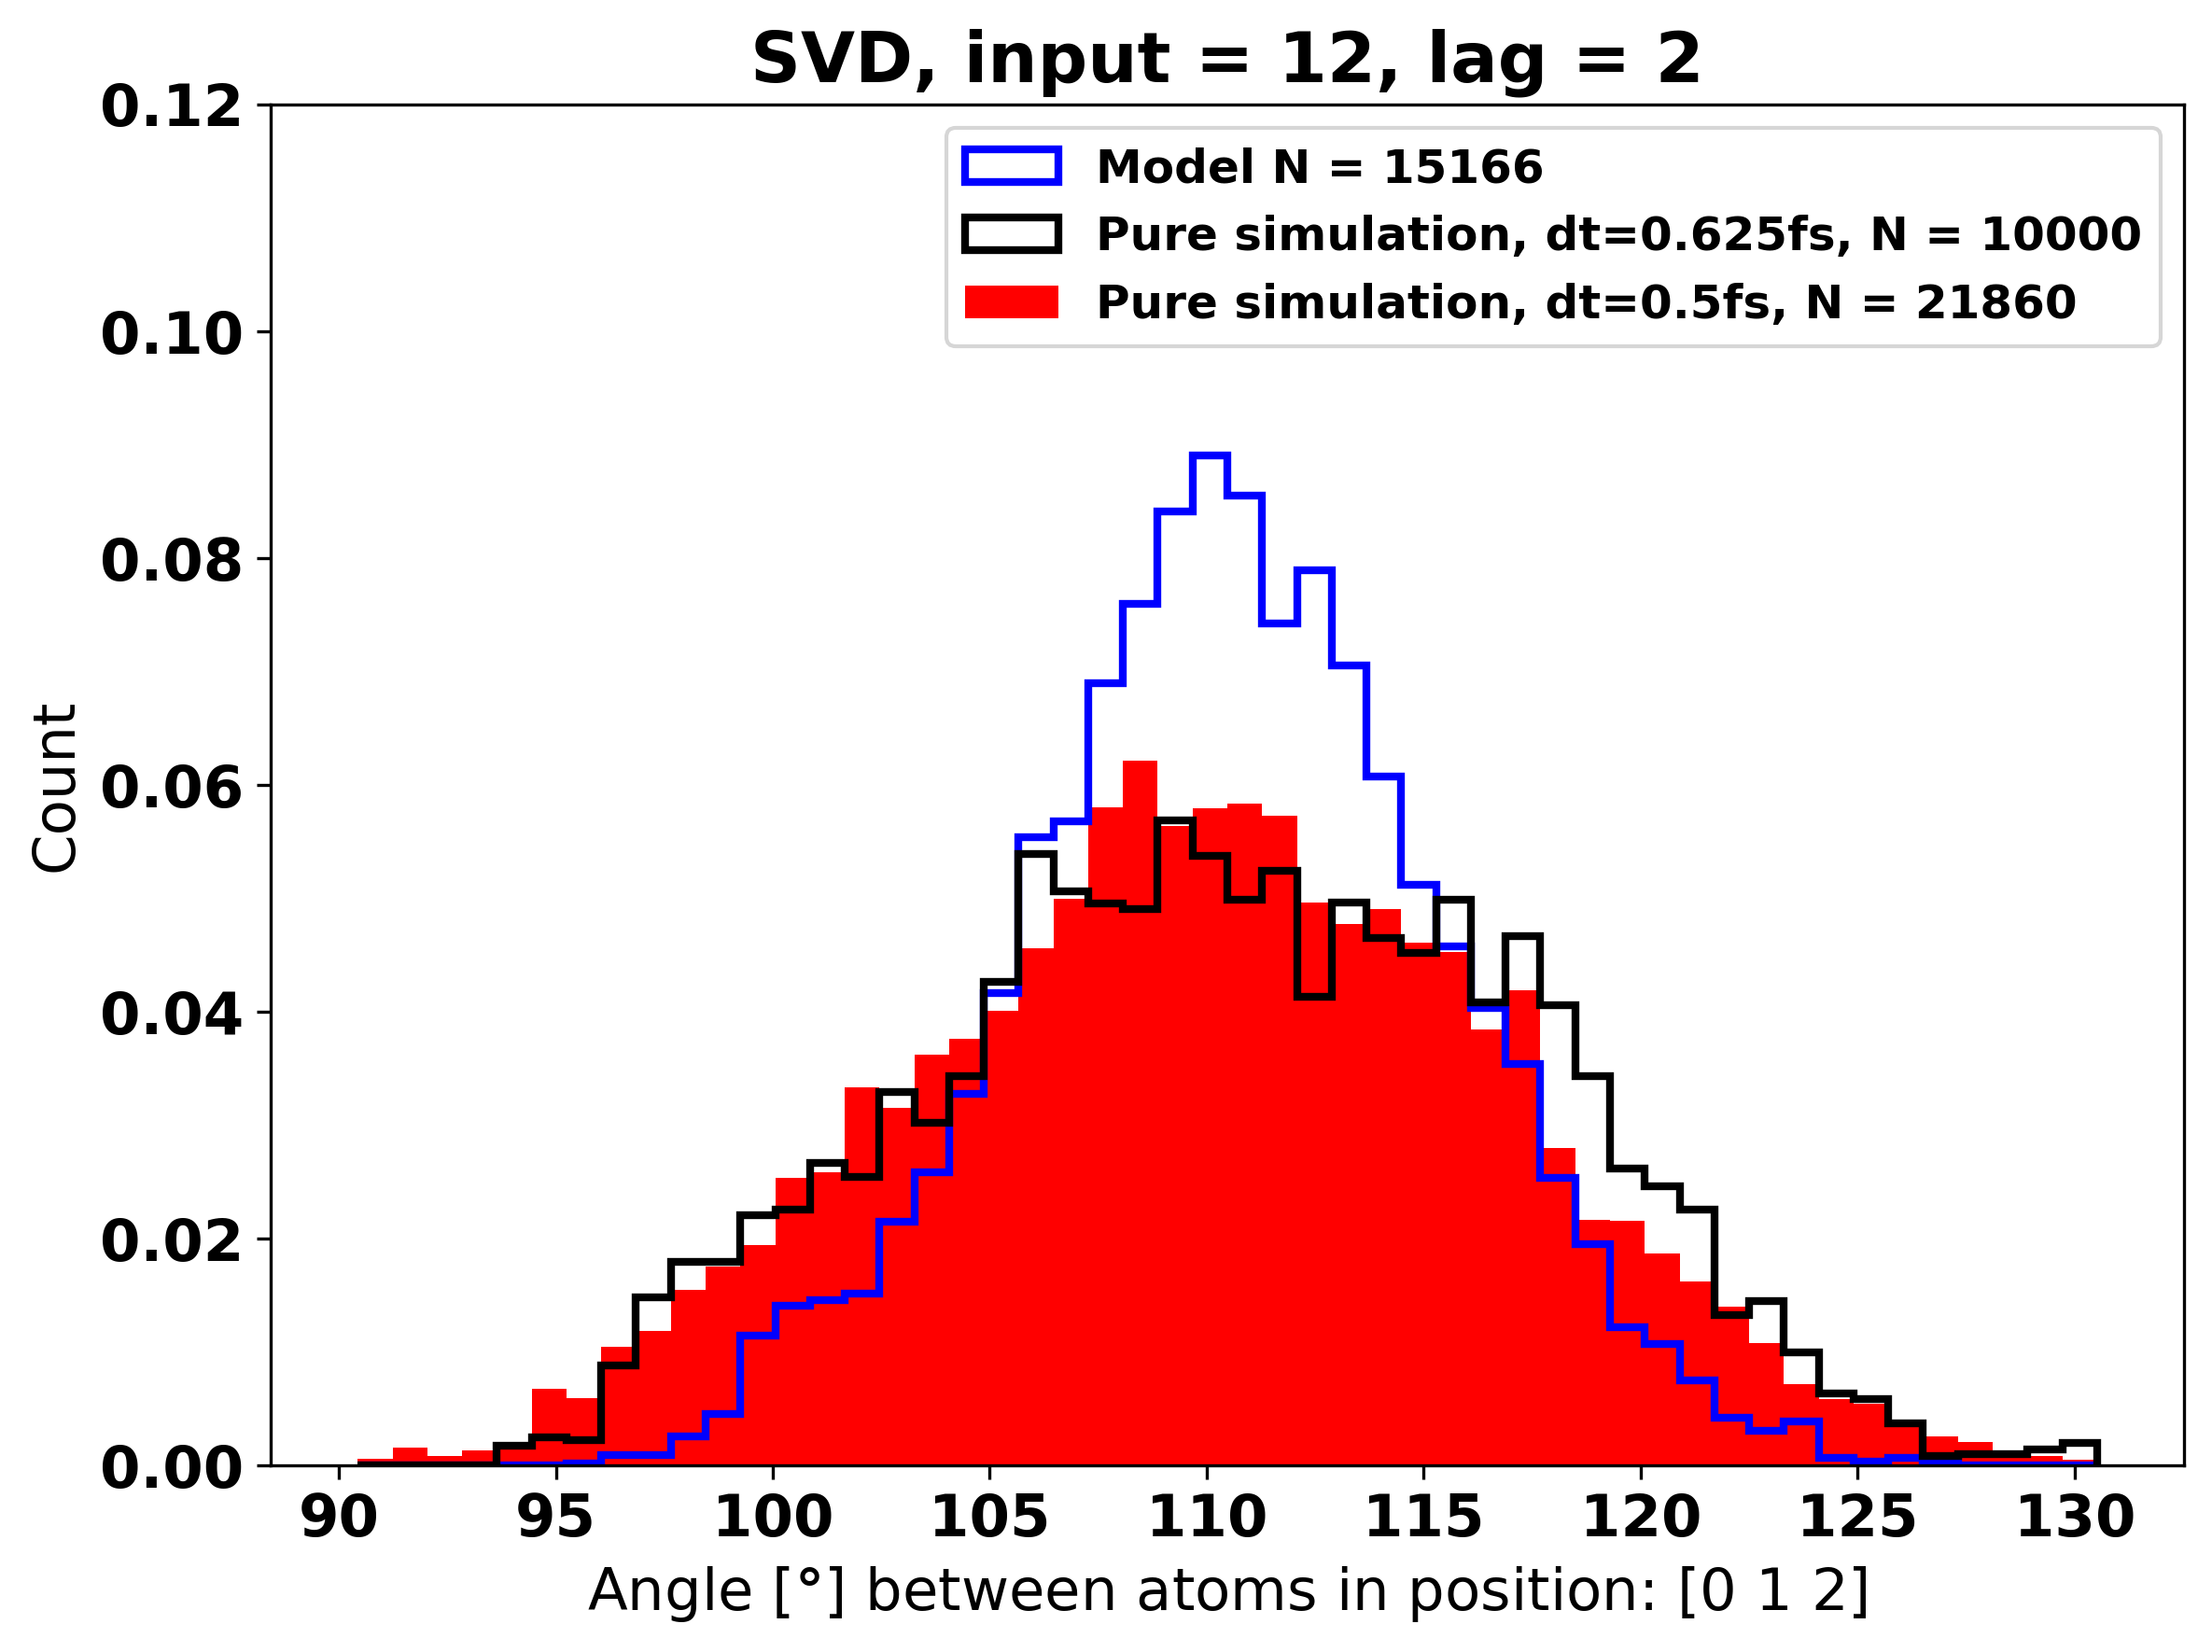 SVD, input = 12, lag = 2
0.12
0.10
0.08
0.06
0.04
0.02
0.00
Count
Model N = 15166
Pure simulation, dt=0.625fs, N = 10000
Pure simulation, dt=0.5fs, N = 21860
90 95 100 105 110 115 120 125 130
Angle [°] between atoms in position: [0 1 2]